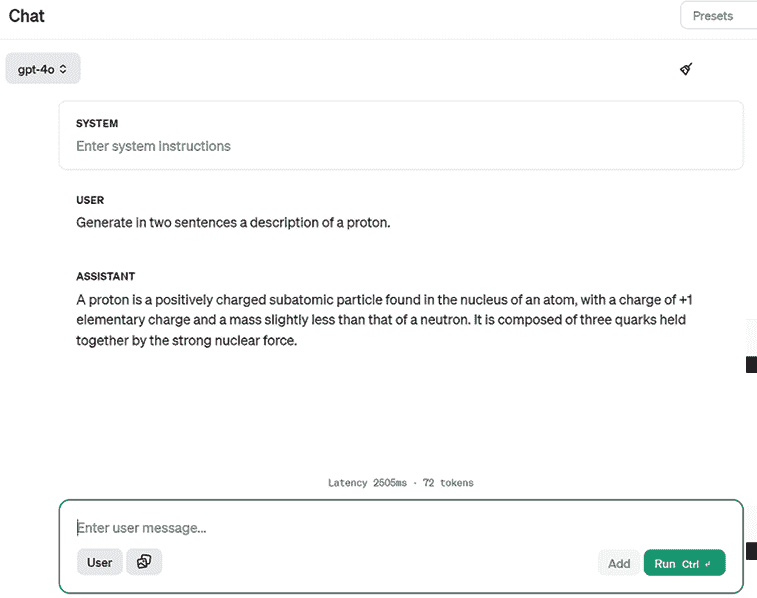 Chat
Presets
gpt-4o
SYSTEM
Enter system instructions
USER
Generate in two sentences a description of a proton.
ASSISTANT
A proton is a positively charged subatomic particle found in the nucleus of an atom, with a charge of +1
elementary charge and a mass slightly less than that of a neutron. It is composed of three quarks held
together by the strong nuclear force.
Latency 2505ms · 72 tokens
Enter user message...
User
Add
Run Ctrl ↵